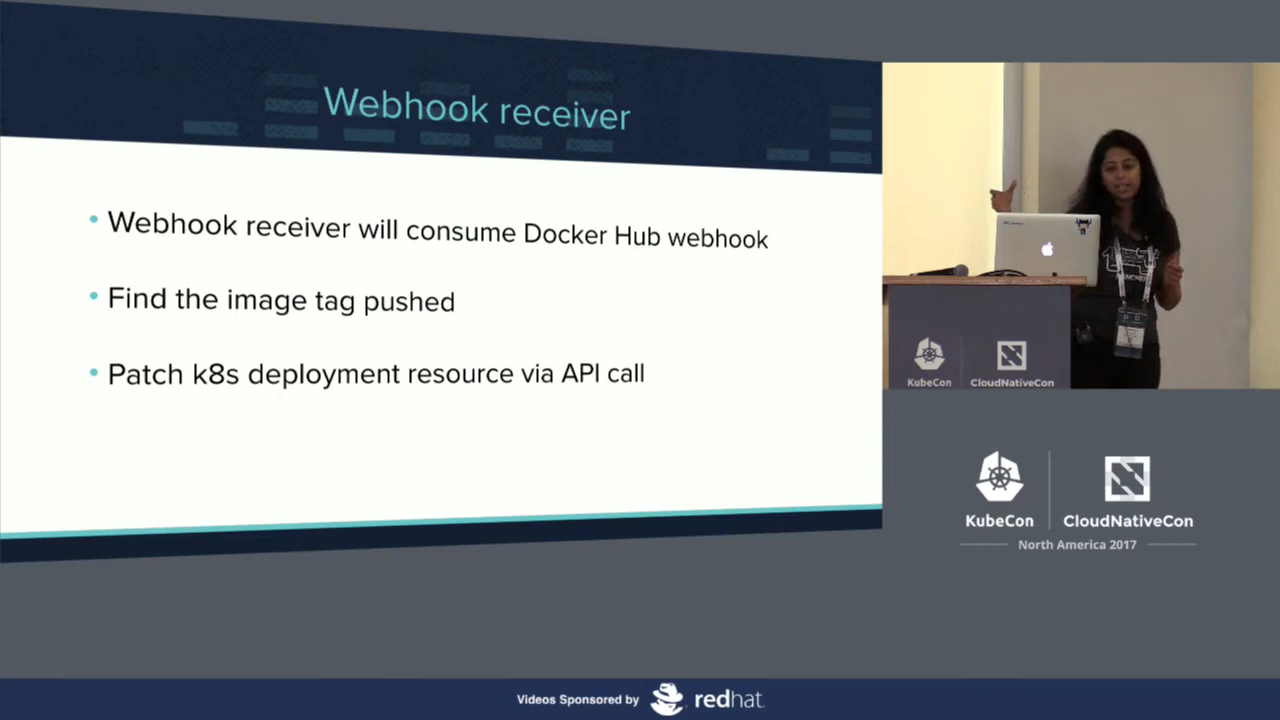 Webhook receiver
• Webhook receiver will consume Docker Hub webhook
• Find the image tag pushed
• Patch k8s deployment resource via API call
KubeCon
CloudNativeCon
KubeCon
CloudNativeCon
North America 2017
Videos Sponsored by
redhat